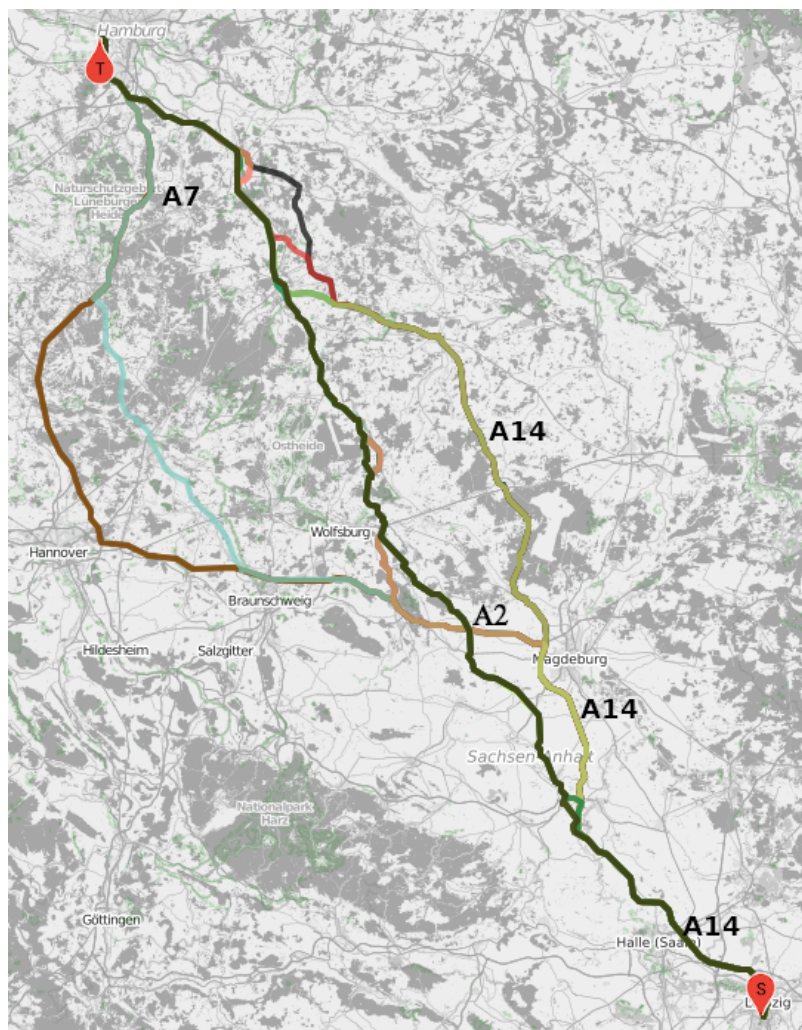 Hamburg
T
Naturschutzgebiet
Lüneburger
Heide
A7
A14
Ostheide
Wolfsburg
Hannover
Braunschweig
A2
Hildesheim
Salzgitter
Magdeburg
A14
Sachsen-Anhalt
Nationalpark
Harz
Göttingen
A14
Halle (Saale)
S
Leipzig